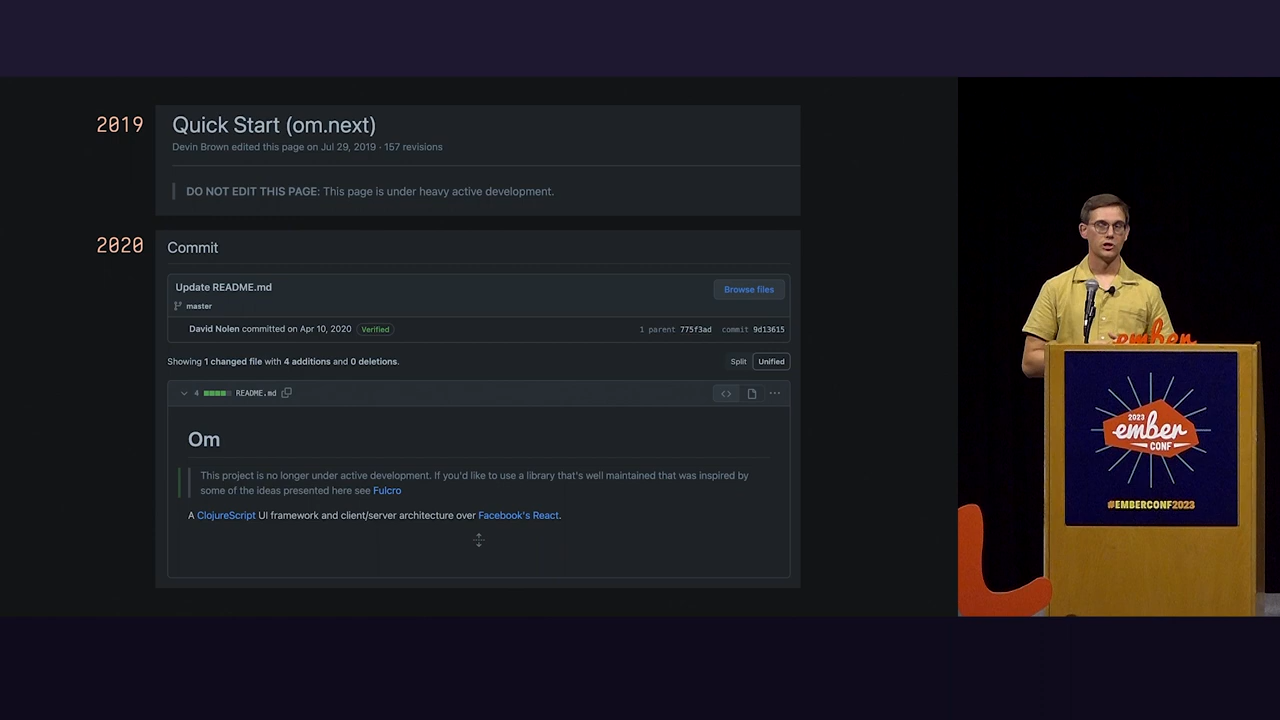 2019
Quick Start (om.next)
Devin Brown edited this page on Jul 29, 2019 · 157 revisions
DO NOT EDIT THIS PAGE: This page is under heavy active development.
2020
Commit
Update README.md
Browse files
master
David Nolen committed on Apr 10, 2020 Verified
1 parent 775f3ad commit 9d13615
Showing 1 changed file with 4 additions and 0 deletions.
Split Unified
4 README.md
Om
This project is no longer under active development. If you'd like to use a library that's well maintained that was inspired by
some of the ideas presented here see Fulcro
A ClojureScript UI framework and client/server architecture over Facebook's React.
ember
2023
ember
CONF
#EMBERCONF2023